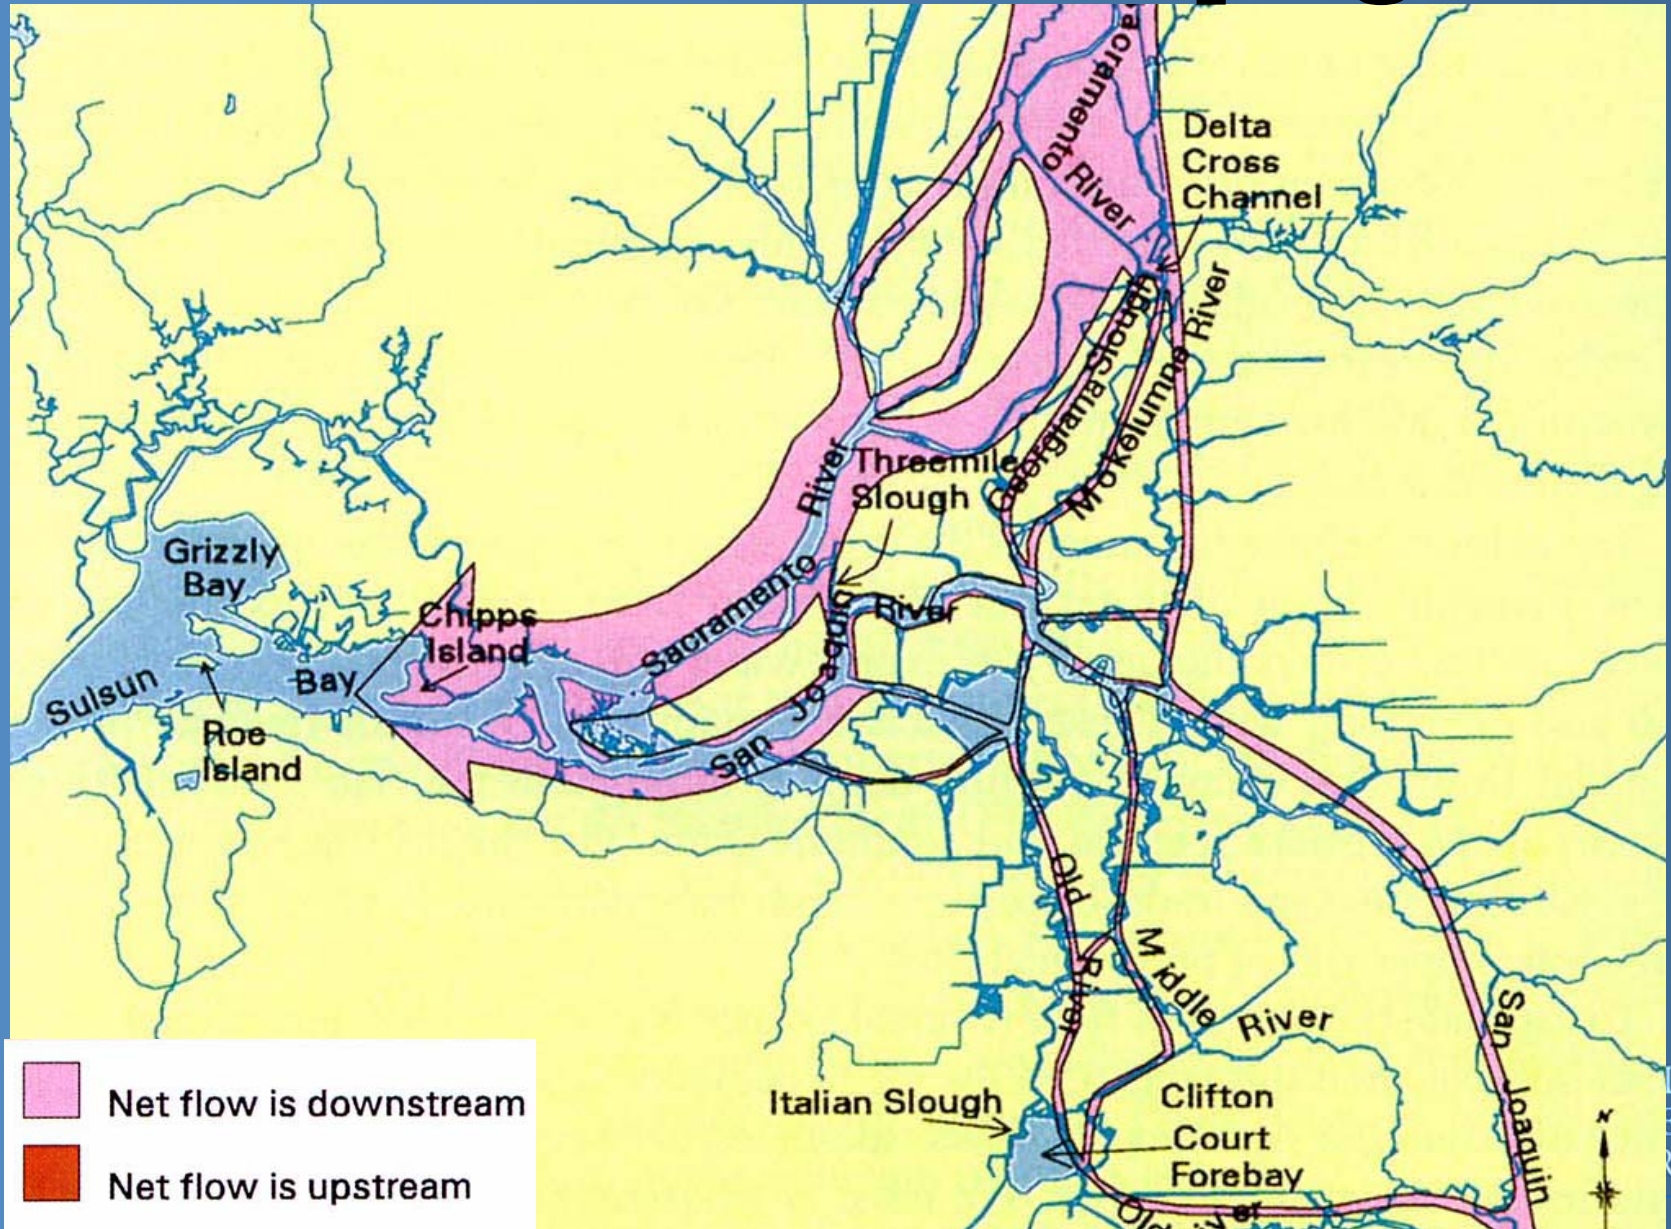 Sacramento
River
Delta
Cross
Channel
Georgiana Slough
Mokelumne River
River
Threemile
Slough
Sacramento
River
Joaquin
San
Grizzly
Bay
Chipps
Island
Suisun
Bay
Roe
Island
Old
River
Middle
River
San
Joaquin
Italian Slough
Clifton
Court
Forebay
Old
N
Net flow is downstream
Net flow is upstream